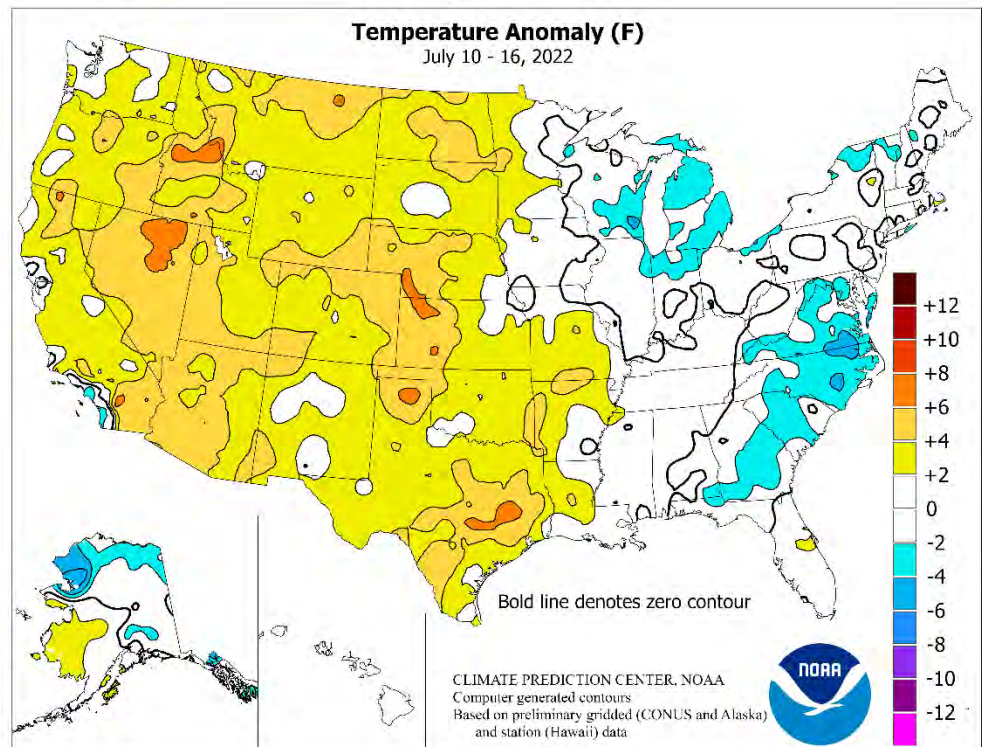 Temperature Anomaly (F)
July 10 - 16, 2022
+12
+10
+8
+6
+4
+2
0
-2
-4
-6
-8
-10
-12
Bold line denotes zero contour
CLIMATE PREDICTION CENTER, NOAA
Computer generated contours
Based on preliminary gridded (CONUS and Alaska)
and station (Hawaii) data
NOAA